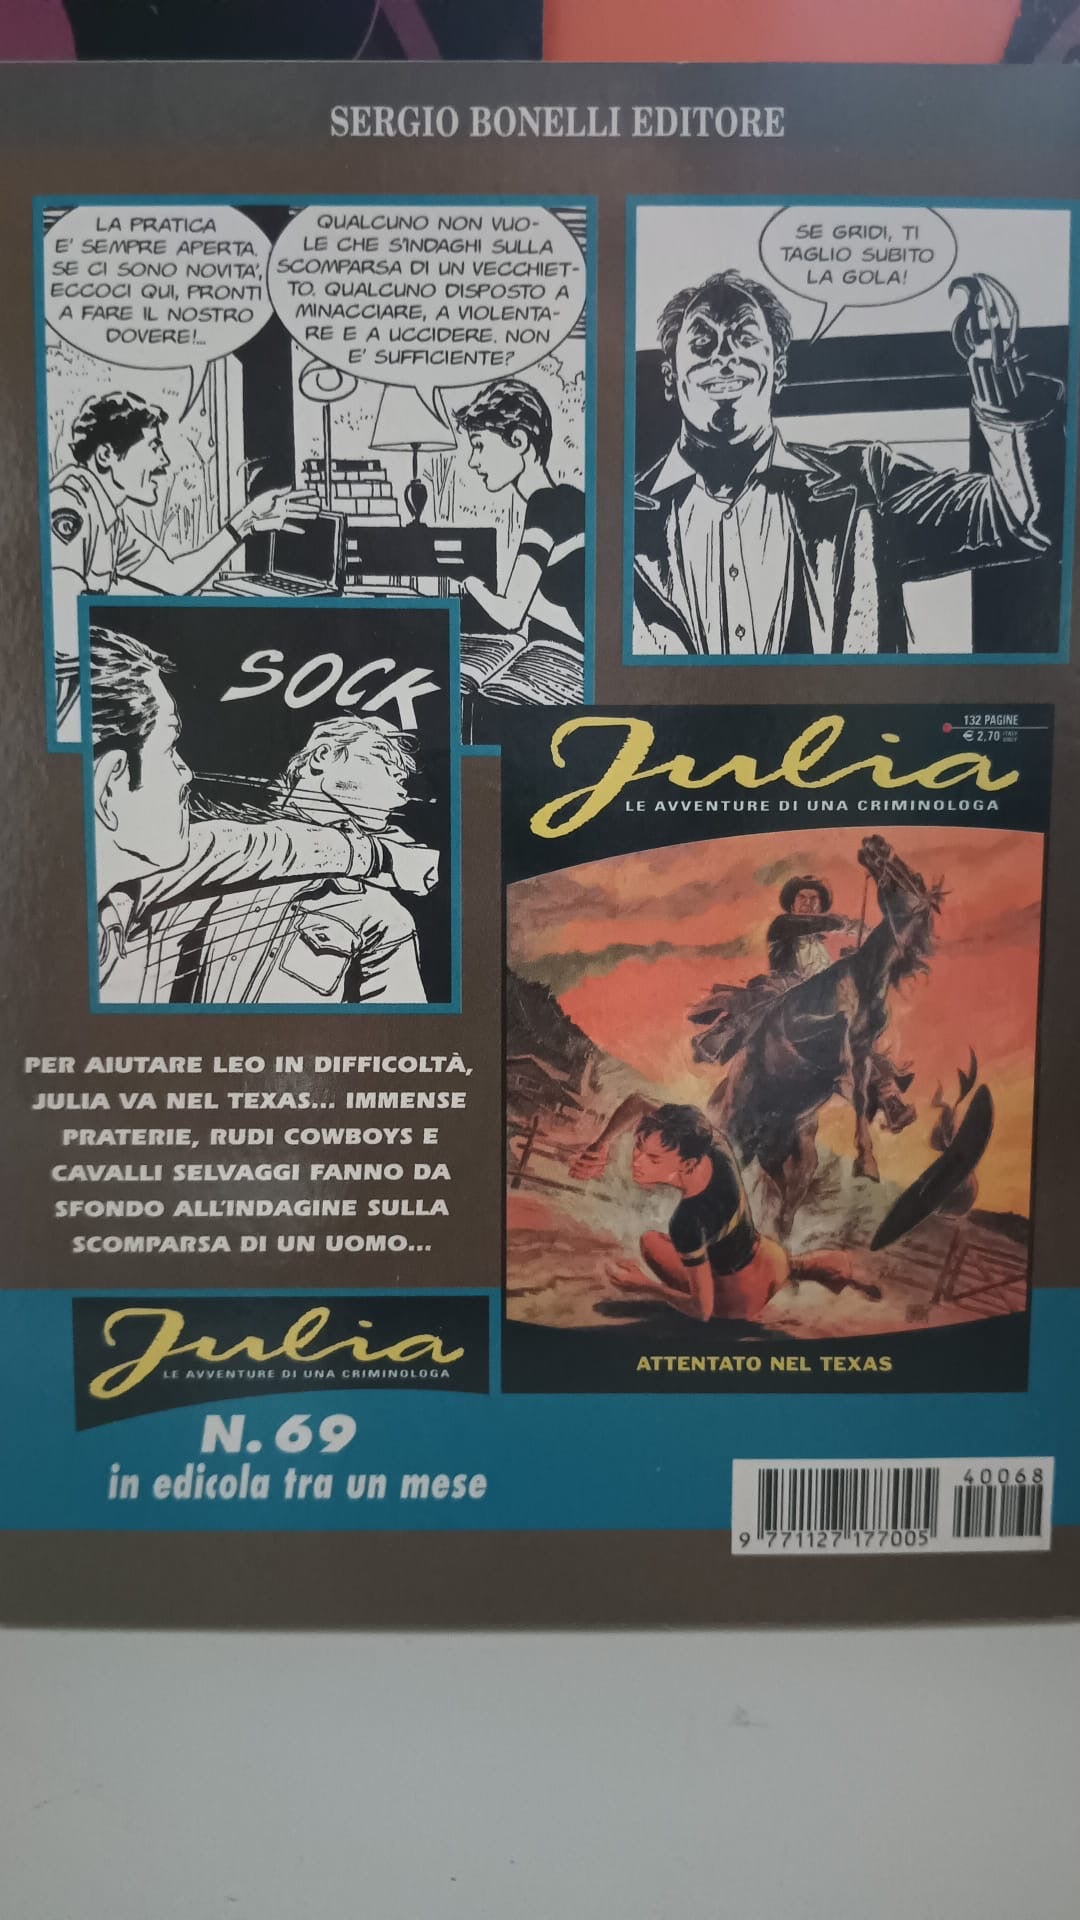 SERGIO BONELLI EDITORE
LA PRATICA
E' SEMPRE APERTA.
SE CI SONO NOVITA',
ECCOCI QUI, PRONTI
A FARE IL NOSTRO
DOVERE!...
QUALCUNO NON VUO-
LE CHE S'INDAGHI SULLA
SCOMPARSA DI UN VECCHIET-
TO. QUALCUNO DISPOSTO A
MINACCIARE, A VIOLENTA-
RE E A UCCIDERE. NON
E' SUFFICIENTE?
SE GRIDI, TI
TAGLIO SUBITO
LA GOLA!
SOCK
132 PAGINE
€ 2,70 ITALY ONLY
Julia
LE AVVENTURE DI UNA CRIMINOLOGA
ATTENTATO NEL TEXAS
PER AIUTARE LEO IN DIFFICOLTÀ,
JULIA VA NEL TEXAS... IMMENSE
PRATERIE, RUDI COWBOYS E
CAVALLI SELVAGGI FANNO DA
SFONDO ALL'INDAGINE SULLA
SCOMPARSA DI UN UOMO...
Julia
LE AVVENTURE DI UNA CRIMINOLOGA
N. 69
in edicola tra un mese
40068
9 771127 177005